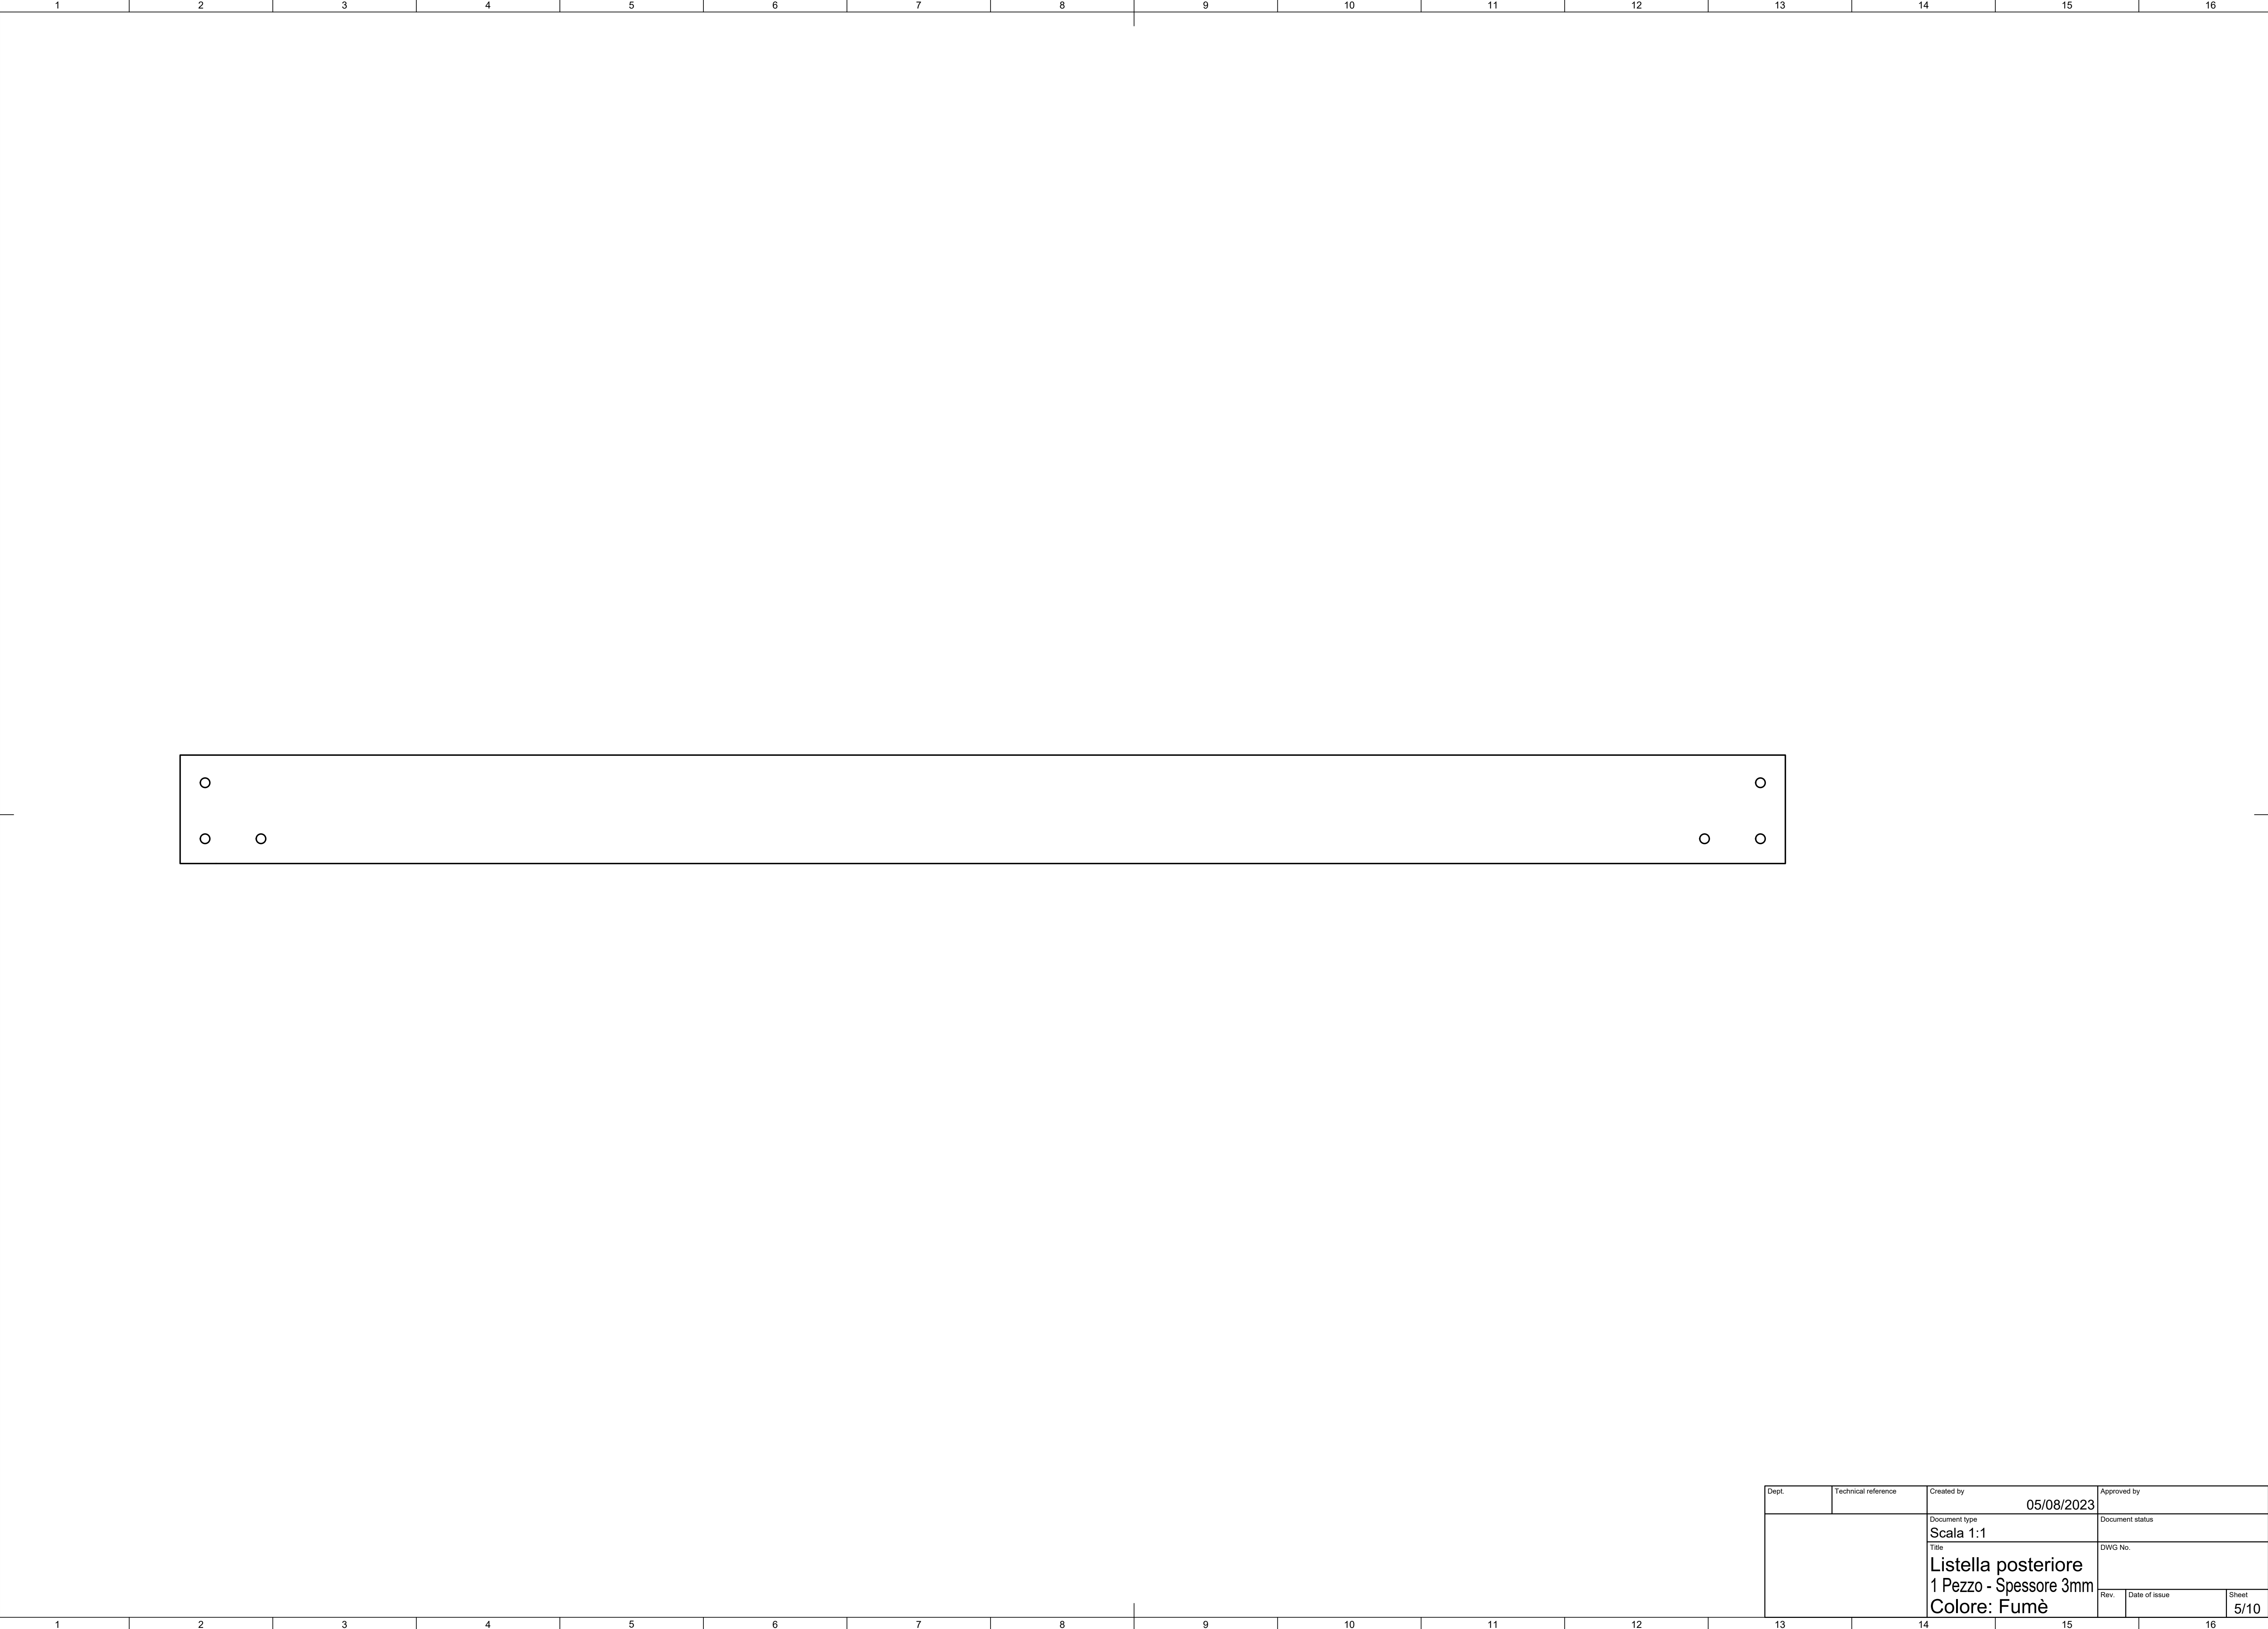 1 2 3 4 5 6 7 8 9 10 11 12 13 14 15 16
Dept. Technical reference Created by Approved by
05/08/2023
Document type Document status
Scala 1:1
Title DWG No.
Listella posteriore
1 Pezzo - Spessore 3mm
Rev. Date of issue Sheet
Colore: Fumè 5/10
1 2 3 4 5 6 7 8 9 10 11 12 13 14 15 16